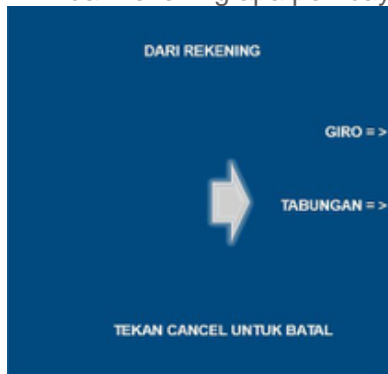 DARI REKENING
GIRO = >
TABUNGAN = >
TEKAN CANCEL UNTUK BATAL